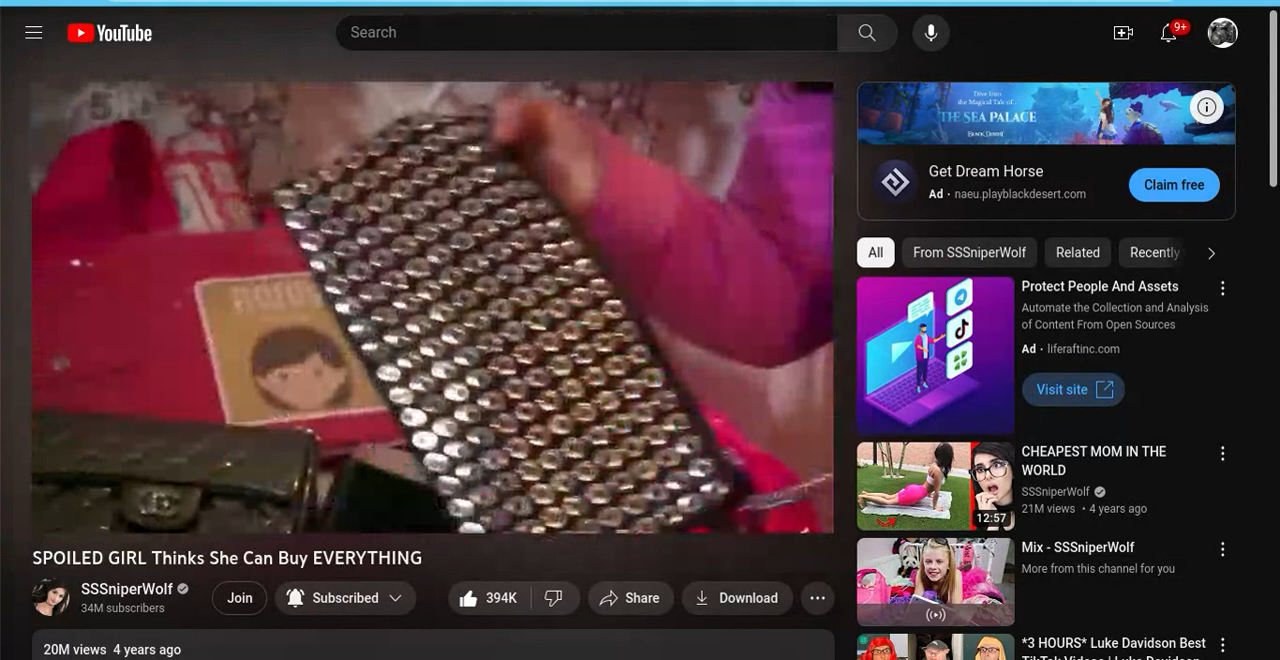 YouTube
Search
9+
Dive into
the Magical Tale of...
THE SEA PALACE
BLACK DESERT
Get Dream Horse
Ad · naeu.playblackdesert.com
Claim free
All
From SSSniperWolf
Related
Recently
Protect People And Assets
Automate the Collection and Analysis
of Content From Open Sources
Ad · liferaftinc.com
Visit site
CHEAPEST MOM IN THE
WORLD
SSSniperWolf
21M views • 4 years ago
12:57
Mix - SSSniperWolf
More from this channel for you
*3 HOURS* Luke Davidson Best
TikTok Videos | Luke Davidson
SPOILED GIRL Thinks She Can Buy EVERYTHING
SSSniperWolf
34M subscribers
Join
Subscribed
394K
Share
Download
20M views 4 years ago